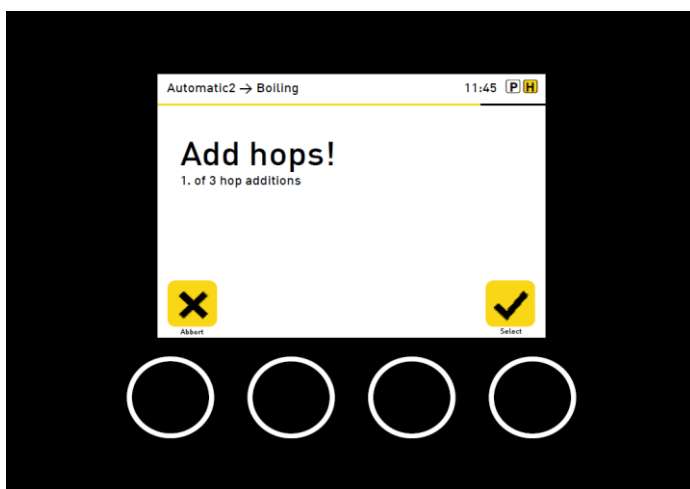 Automatic2 → Boiling 11:45 P H
Add hops!
1. of 3 hop additions
Abbort Select